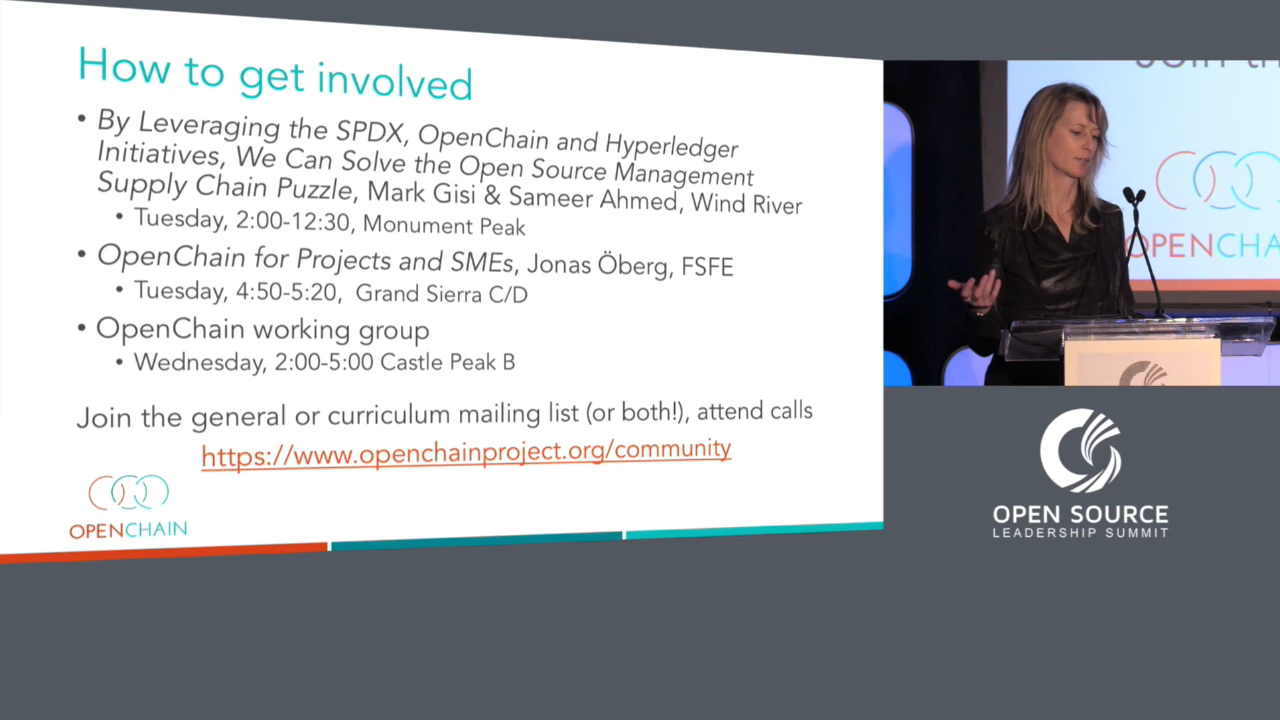 How to get involved
• By Leveraging the SPDX, OpenChain and Hyperledger
Initiatives, We Can Solve the Open Source Management
Supply Chain Puzzle, Mark Gisi & Sameer Ahmed, Wind River
• Tuesday, 2:00-12:30, Monument Peak
• OpenChain for Projects and SMEs, Jonas Öberg, FSFE
• Tuesday, 4:50-5:20, Grand Sierra C/D
• OpenChain working group
• Wednesday, 2:00-5:00 Castle Peak B
Join the general or curriculum mailing list (or both!), attend calls
https://www.openchainproject.org/community
OPENCHAIN
OPEN SOURCE
LEADERSHIP SUMMIT